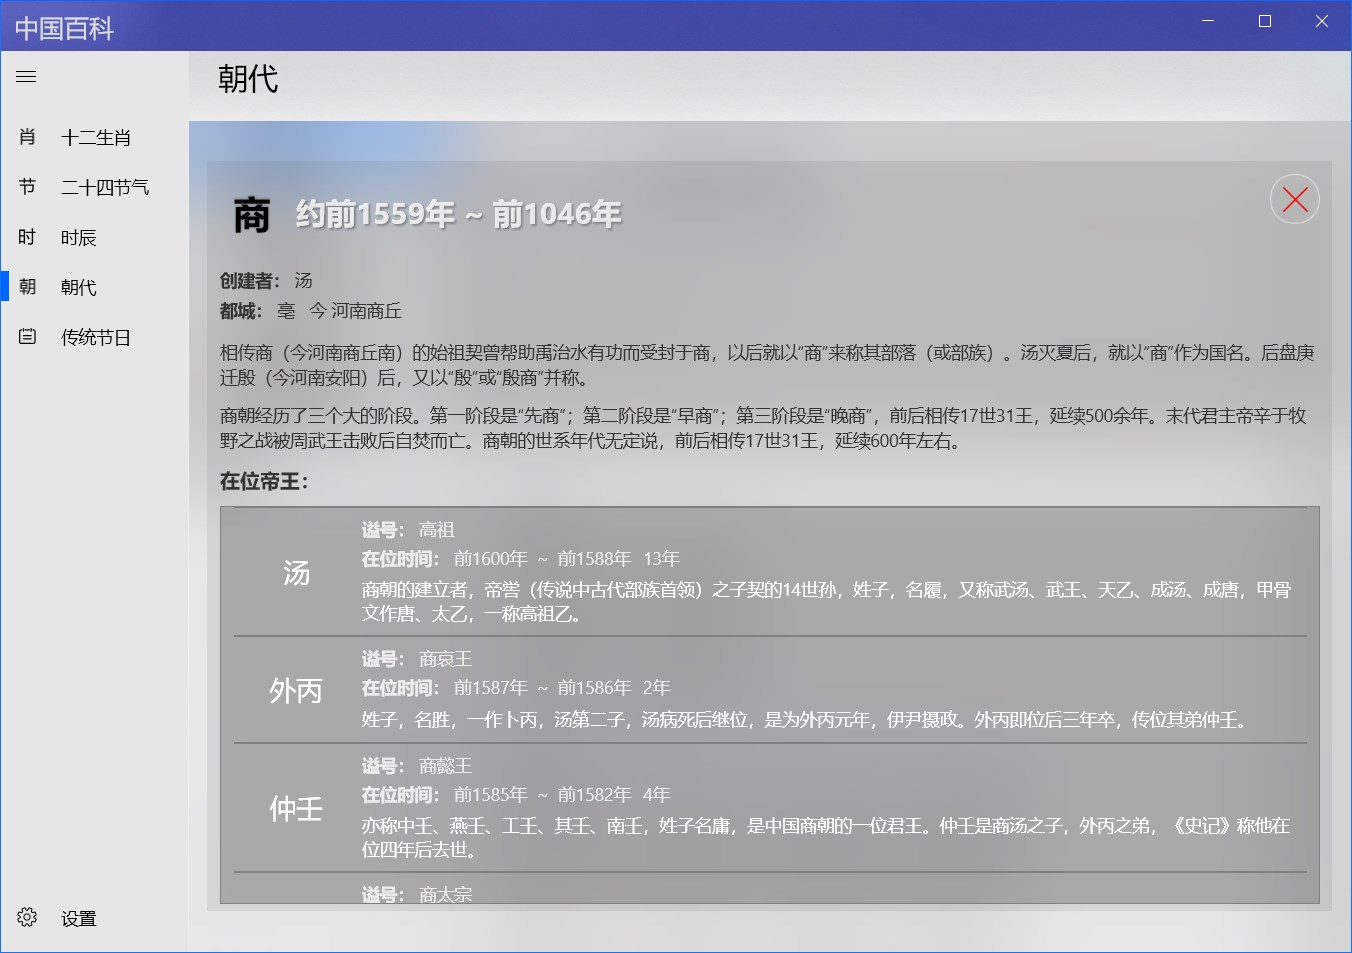 中国百科
朝代
肖 十二生肖
节 二十四节气
时 时辰
朝 朝代
传统节日
设置
商 约前1559年 ~ 前1046年
创建者： 汤
都城： 亳 今 河南商丘
相传商（今河南商丘南）的始祖契曾帮助禹治水有功而受封于商，以后就以“商”来称其部落（或部族）。汤灭夏后，就以“商”作为国名。后盘庚
迁殷（今河南安阳）后，又以“殷”或“殷商”并称。
商朝经历了三个大的阶段。第一阶段是“先商”；第二阶段是“早商”；第三阶段是“晚商”，前后相传17世31王，延续500余年。末代君主帝辛于牧
野之战被周武王击败后自焚而亡。商朝的世系年代无定说，前后相传17世31王，延续600年左右。
在位帝王：
汤
谥号： 高祖
在位时间： 前1600年 ~ 前1588年 13年
商朝的建立者，帝喾（传说中古代部族首领）之子契的14世孙，姓子，名履，又称武汤、武王、天乙、成汤、成唐，甲骨
文作唐、太乙，一称高祖乙。
外丙
谥号： 商哀王
在位时间： 前1587年 ~ 前1586年 2年
姓子，名胜，一作卜丙，汤第二子，汤病死后继位，是为外丙元年，伊尹摄政。外丙即位后三年卒，传位其弟仲壬。
仲壬
谥号： 商懿王
在位时间： 前1585年 ~ 前1582年 4年
亦称中壬、燕壬、工壬、其壬、南壬，姓子名庸，是中国商朝的一位君王。仲壬是商汤之子，外丙之弟，《史记》称他在
位四年后去世。
谥号： 商太宗